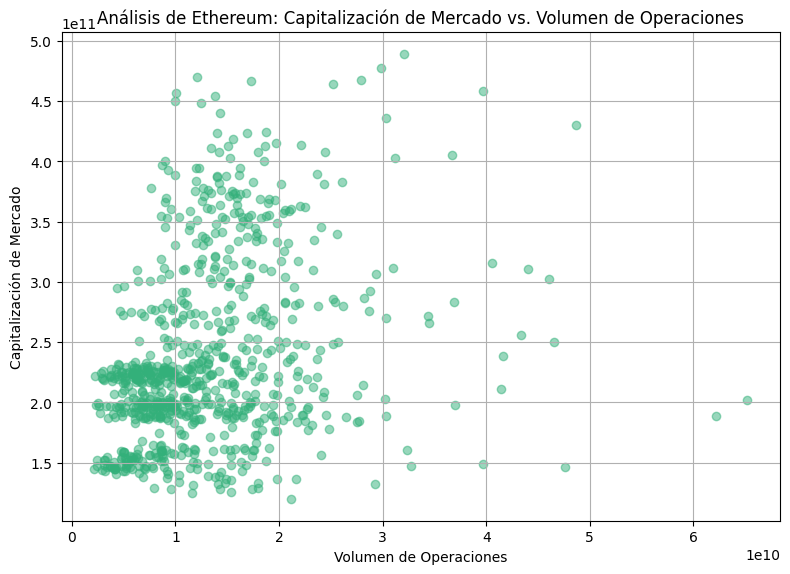 Análisis de Ethereum: Capitalización de Mercado vs. Volumen de Operaciones
1e11
5.0
4.5
4.0
3.5
3.0
2.5
2.0
1.5
Capitalización de Mercado
0 1 2 3 4 5 6
1e10
Volumen de Operaciones